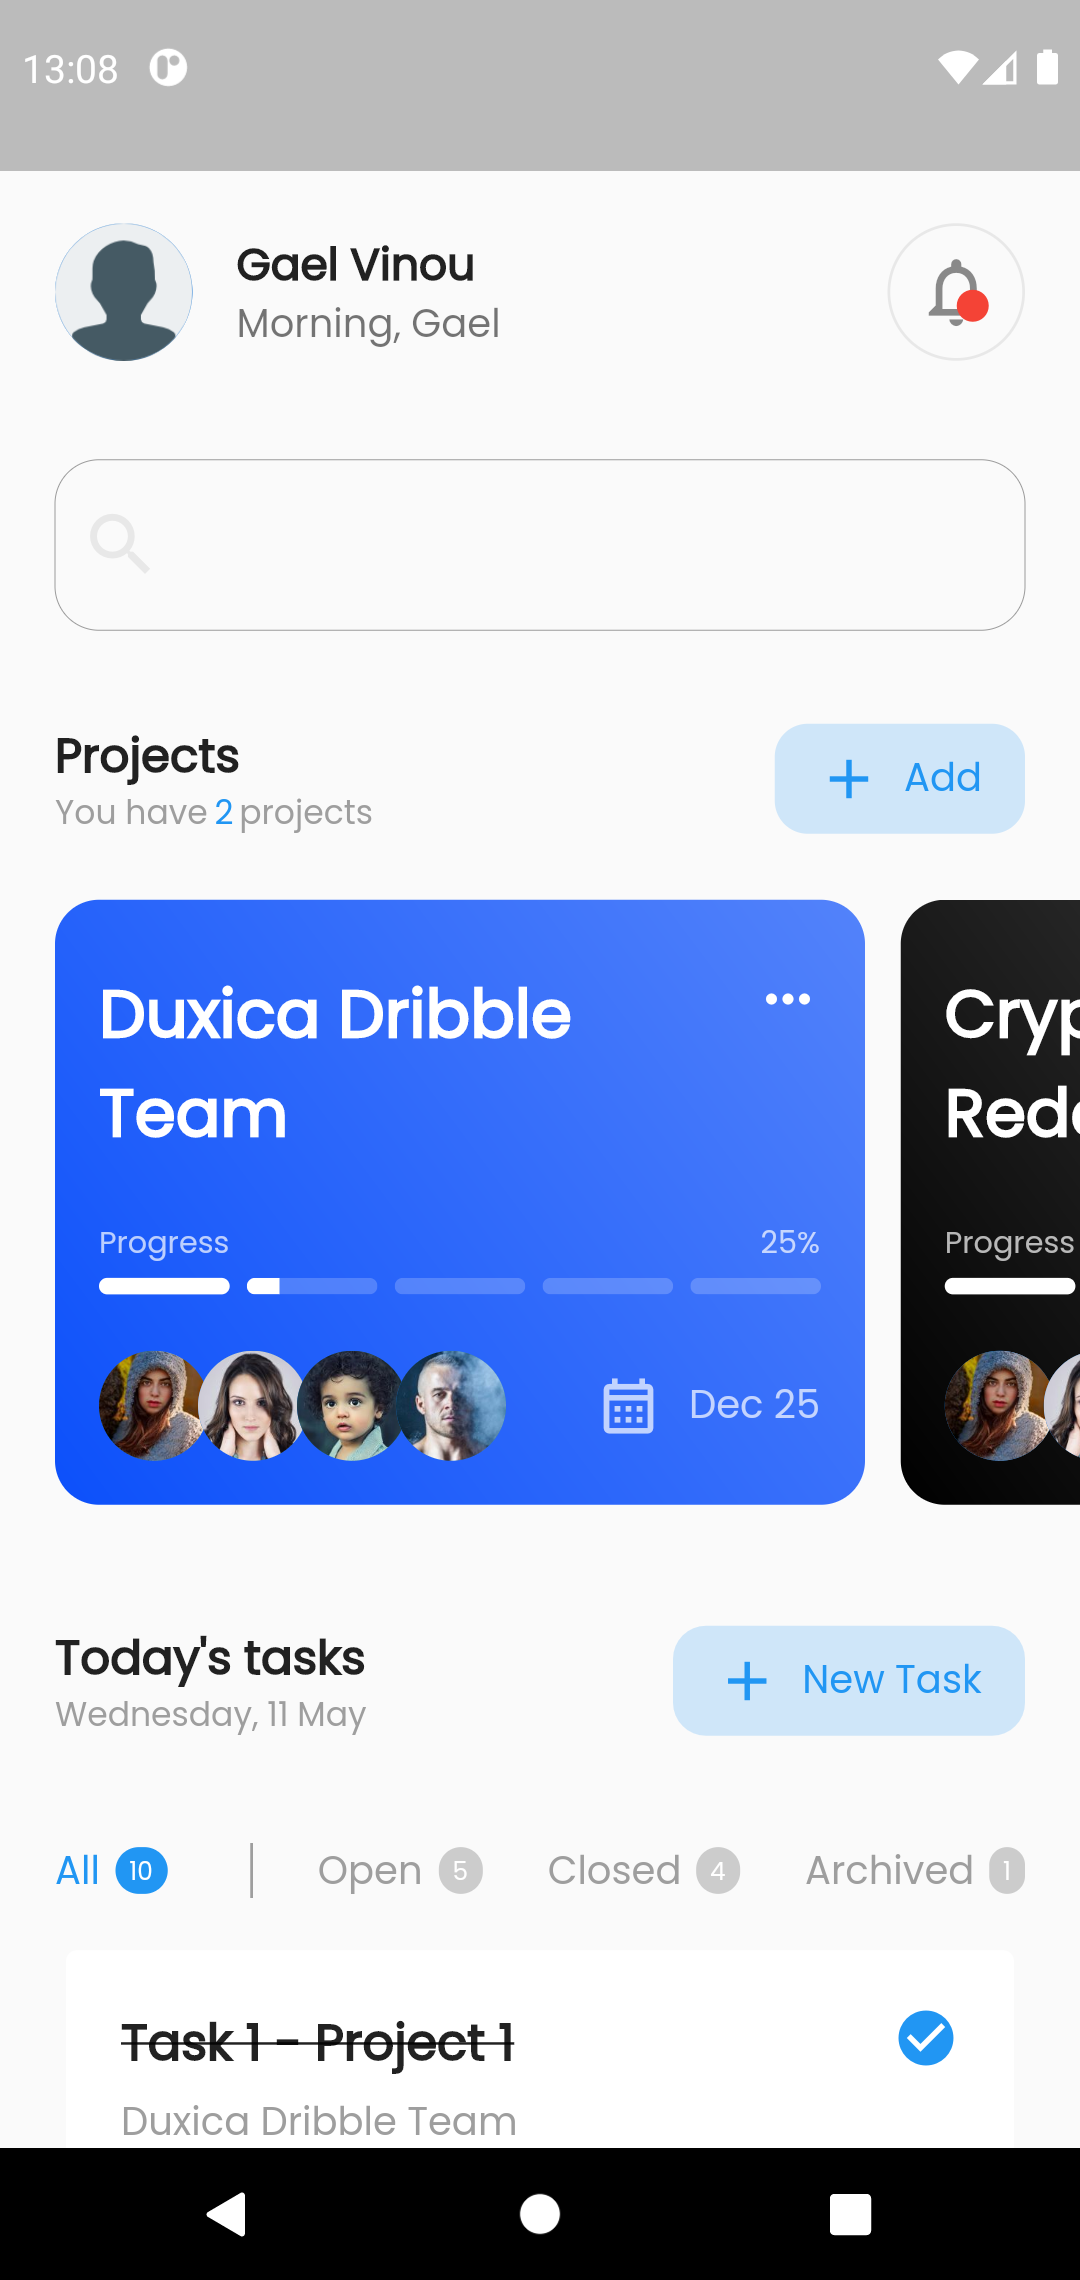 13:08
Gael Vinou
Morning, Gael
Projects
You have 2 projects
Add
Duxica Dribble
Team
Progress 25%
Dec 25
Cryp
Rede
Progress
Today's tasks
Wednesday, 11 May
New Task
All 10
Open 5
Closed 4
Archived 1
Task 1 - Project 1
Duxica Dribble Team